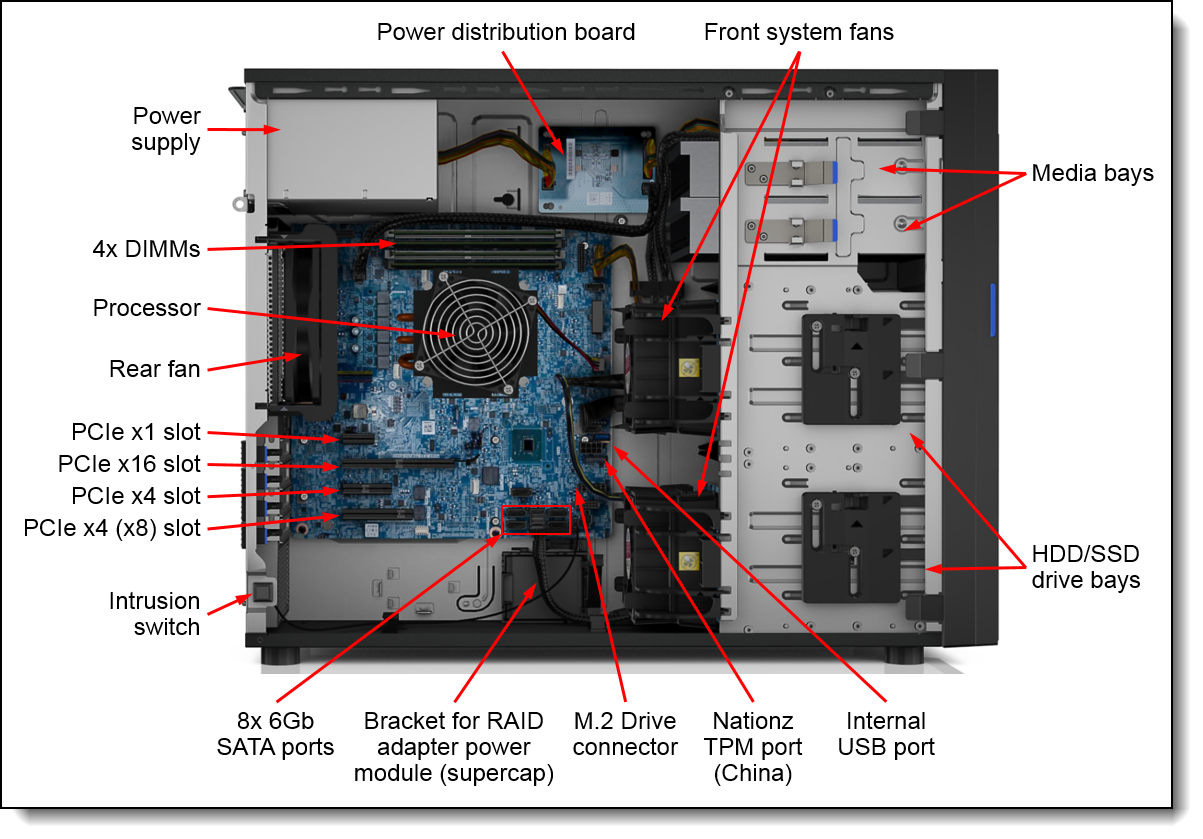 Power distribution board
Front system fans
Power
supply
Media bays
4x DIMMs
Processor
Rear fan
PCIe x1 slot
PCIe x16 slot
PCIe x4 slot
PCIe x4 (x8) slot
HDD/SSD
drive bays
Intrusion
switch
8x 6Gb
SATA ports
Bracket for RAID
adapter power
module (supercap)
M.2 Drive
connector
Nationz
TPM port
(China)
Internal
USB port